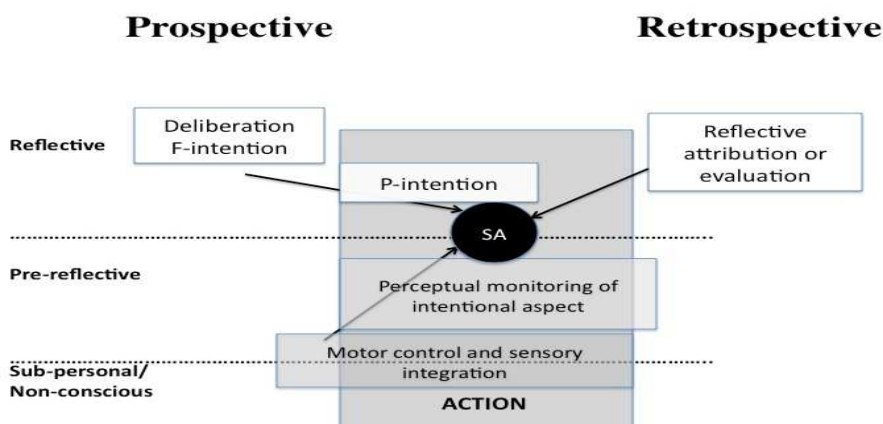 Prospective
Retrospective
Deliberation
F-intention
Reflective
Reflective
attribution or
evaluation
P-intention
SA
Pre-reflective
Perceptual monitoring of
intentional aspect
Motor control and sensory
integration
Sub-personal/
Non-conscious
ACTION